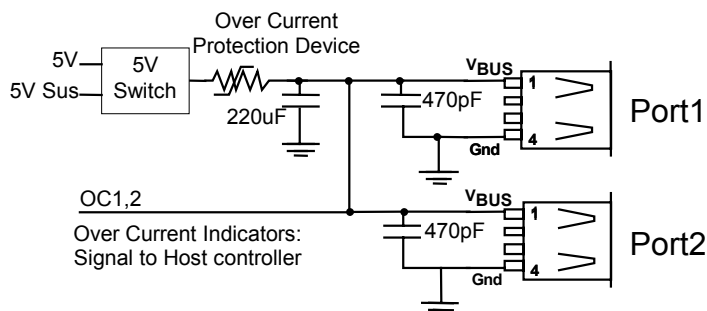 Over Current
Protection Device
5V
5V Sus
5V
Switch
220uF
470pF
VBUS
1
4
Gnd
Port1
OC1,2
Over Current Indicators:
Signal to Host controller
470pF
VBUS
1
4
Gnd
Port2